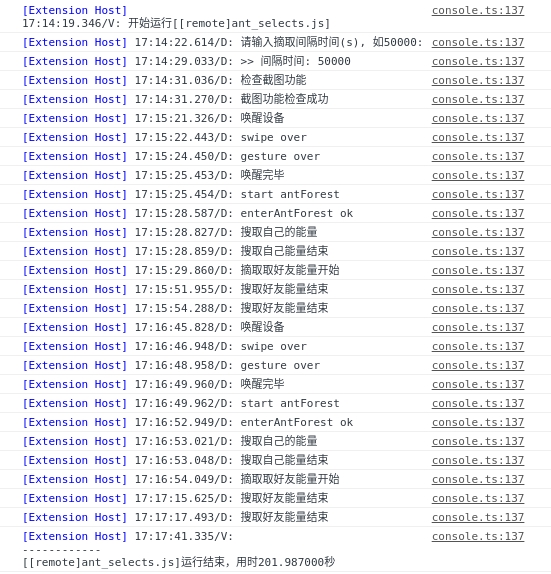 [Extension Host] console.ts:137
17:14:19.346/V: 开始运行[[remote]ant_selects.js]
[Extension Host] 17:14:22.614/D: 请输入摘取间隔时间(s), 如50000: console.ts:137
[Extension Host] 17:14:29.033/D: >> 间隔时间: 50000 console.ts:137
[Extension Host] 17:14:31.036/D: 检查截图功能 console.ts:137
[Extension Host] 17:14:31.270/D: 截图功能检查成功 console.ts:137
[Extension Host] 17:15:21.326/D: 唤醒设备 console.ts:137
[Extension Host] 17:15:22.443/D: swipe over console.ts:137
[Extension Host] 17:15:24.450/D: gesture over console.ts:137
[Extension Host] 17:15:25.453/D: 唤醒完毕 console.ts:137
[Extension Host] 17:15:25.454/D: start antForest console.ts:137
[Extension Host] 17:15:28.587/D: enterAntForest ok console.ts:137
[Extension Host] 17:15:28.827/D: 搜取自己的能量 console.ts:137
[Extension Host] 17:15:28.859/D: 搜取自己能量结束 console.ts:137
[Extension Host] 17:15:29.860/D: 摘取取好友能量开始 console.ts:137
[Extension Host] 17:15:51.955/D: 搜取好友能量结束 console.ts:137
[Extension Host] 17:15:54.288/D: 搜取好友能量结束 console.ts:137
[Extension Host] 17:16:45.828/D: 唤醒设备 console.ts:137
[Extension Host] 17:16:46.948/D: swipe over console.ts:137
[Extension Host] 17:16:48.958/D: gesture over console.ts:137
[Extension Host] 17:16:49.960/D: 唤醒完毕 console.ts:137
[Extension Host] 17:16:49.962/D: start antForest console.ts:137
[Extension Host] 17:16:52.949/D: enterAntForest ok console.ts:137
[Extension Host] 17:16:53.021/D: 搜取自己的能量 console.ts:137
[Extension Host] 17:16:53.048/D: 搜取自己能量结束 console.ts:137
[Extension Host] 17:16:54.049/D: 摘取取好友能量开始 console.ts:137
[Extension Host] 17:17:15.625/D: 搜取好友能量结束 console.ts:137
[Extension Host] 17:17:17.493/D: 搜取好友能量结束 console.ts:137
[Extension Host] 17:17:41.335/V: console.ts:137
------------
[[remote]ant_selects.js]运行结束，用时201.987000秒